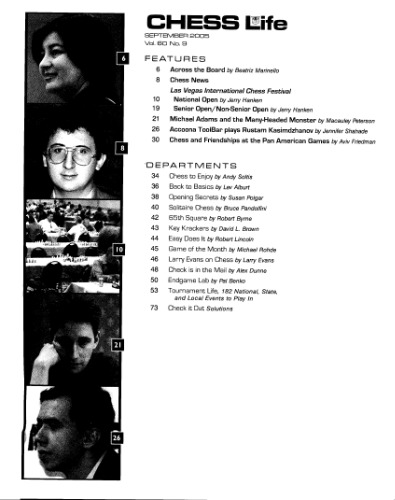 CHESS Life
SEPTEMBER 2005
Vol. 60 No. 9
FEATURES
6 Across the Board by Beatriz Marinello
8 Chess News
Las Vegas International Chess Festival
10 National Open by Jerry Hanken
19 Senior Open/Non-Senior Open by Jerry Hanken
21 Michael Adams and the Many-Headed Monster by Macauley Peterson
26 Accoona ToolBar plays Rustam Kasimdzhanov by Jennifer Shahade
30 Chess and Friendships at the Pan American Games by Aviv Friedman
DEPARTMENTS
34 Chess to Enjoy by Andy Soltis
36 Back to Basics by Lev Alburt
38 Opening Secrets by Susan Polgar
40 Solitaire Chess by Bruce Pandolfini
42 65th Square by Robert Byrne
43 Key Krackers by David L. Brown
44 Easy Does It by Robert Lincoln
45 Game of the Month by Michael Rohde
46 Larry Evans on Chess by Larry Evans
48 Check is in the Mail by Alex Dunne
50 Endgame Lab by Pal Benko
53 Tournament Life, 182 National, State,
and Local Events to Play In
73 Check it Out Solutions
6
8
10
21
26